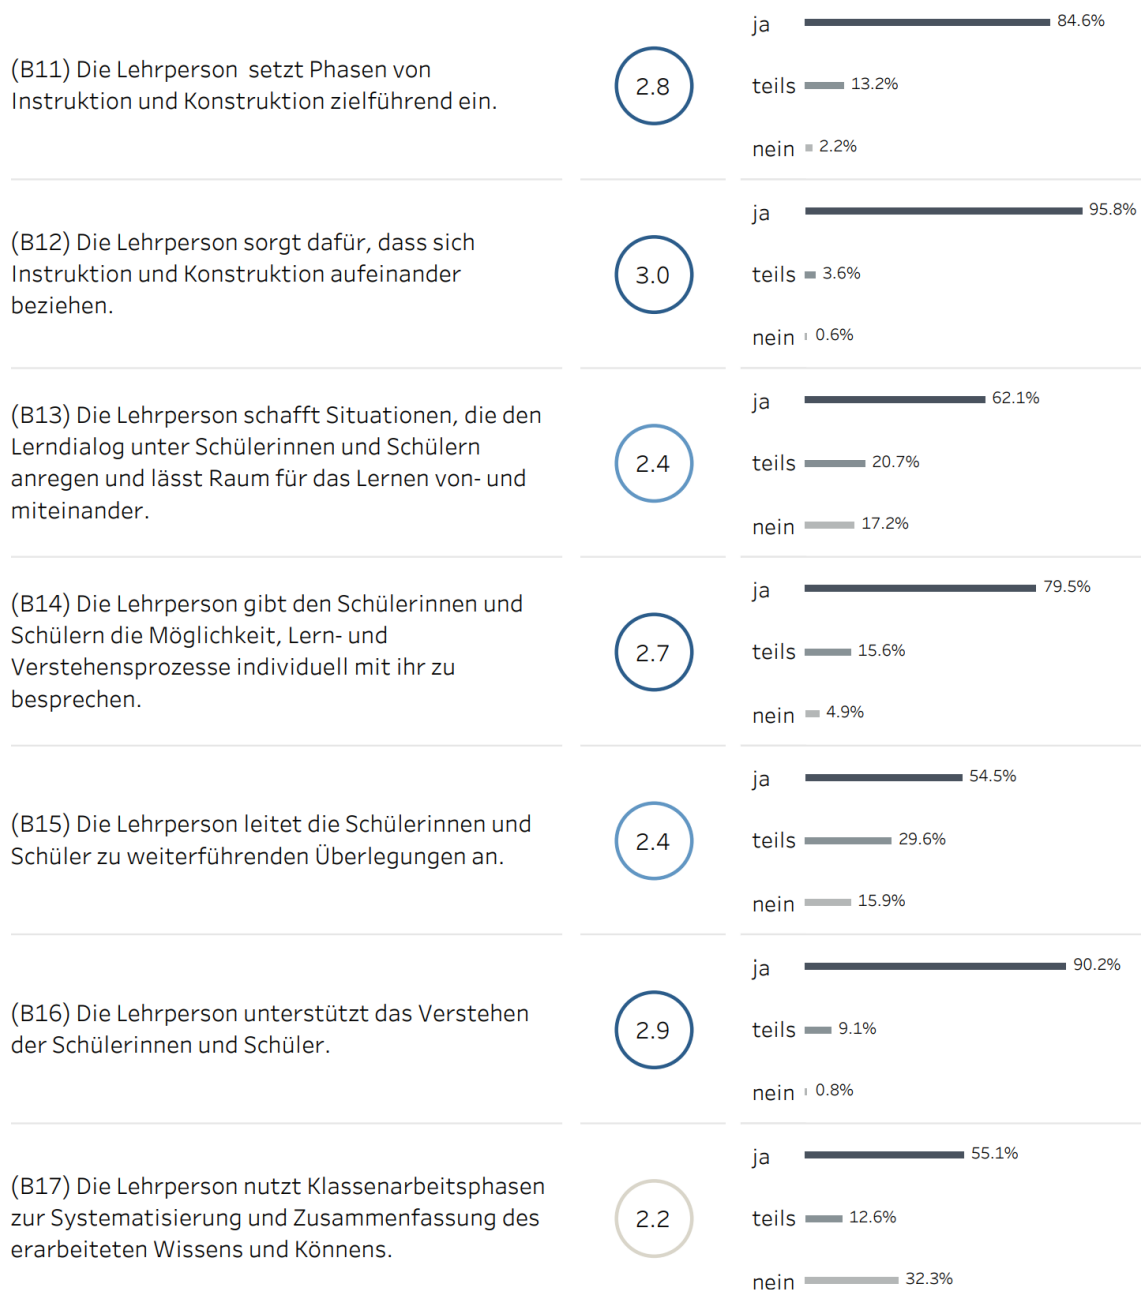 ja 84.6%
(B11) Die Lehrperson setzt Phasen von
Instruktion und Konstruktion zielführend ein.
2.8
teils 13.2%
nein 2.2%
ja 95.8%
(B12) Die Lehrperson sorgt dafür, dass sich
Instruktion und Konstruktion aufeinander
beziehen.
3.0
teils 3.6%
nein 0.6%
ja 62.1%
(B13) Die Lehrperson schafft Situationen, die den
Lerndialog unter Schülerinnen und Schülern
anregen und lässt Raum für das Lernen von- und
miteinander.
2.4
teils 20.7%
nein 17.2%
ja 79.5%
(B14) Die Lehrperson gibt den Schülerinnen und
Schülern die Möglichkeit, Lern- und
Verstehensprozesse individuell mit ihr zu
besprechen.
2.7
teils 15.6%
nein 4.9%
ja 54.5%
(B15) Die Lehrperson leitet die Schülerinnen und
Schüler zu weiterführenden Überlegungen an.
2.4
teils 29.6%
nein 15.9%
ja 90.2%
(B16) Die Lehrperson unterstützt das Verstehen
der Schülerinnen und Schüler.
2.9
teils 9.1%
nein 0.8%
ja 55.1%
(B17) Die Lehrperson nutzt Klassenarbeitsphasen
zur Systematisierung und Zusammenfassung des
erarbeiteten Wissens und Könnens.
2.2
teils 12.6%
nein 32.3%